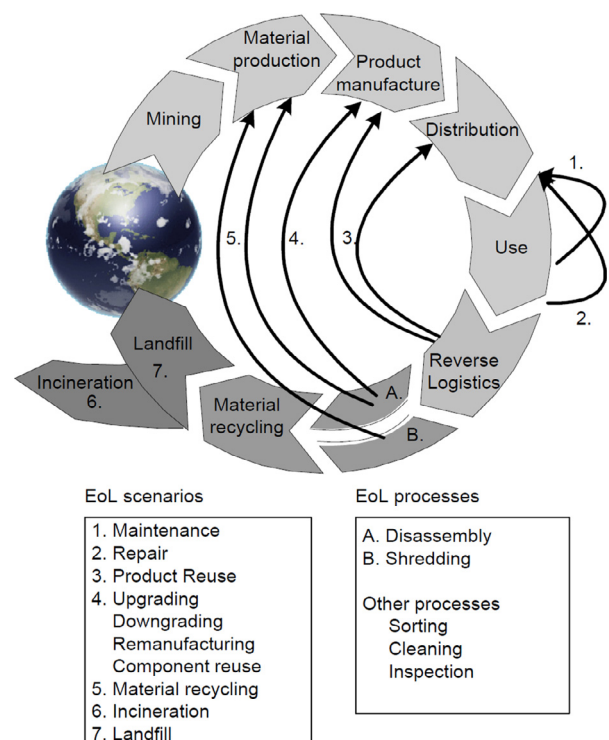 Material
production
Product
manufacture
Mining
Distribution
1.
5.
4.
3.
Use
2.
Landfill
7.
Reverse
Logistics
Incineration
6.
Material
recycling
A.
B.
EoL scenarios
1. Maintenance
2. Repair
3. Product Reuse
4. Upgrading
Downgrading
Remanufacturing
Component reuse
5. Material recycling
6. Incineration
7. Landfill
EoL processes
A. Disassembly
B. Shredding
Other processes
Sorting
Cleaning
Inspection